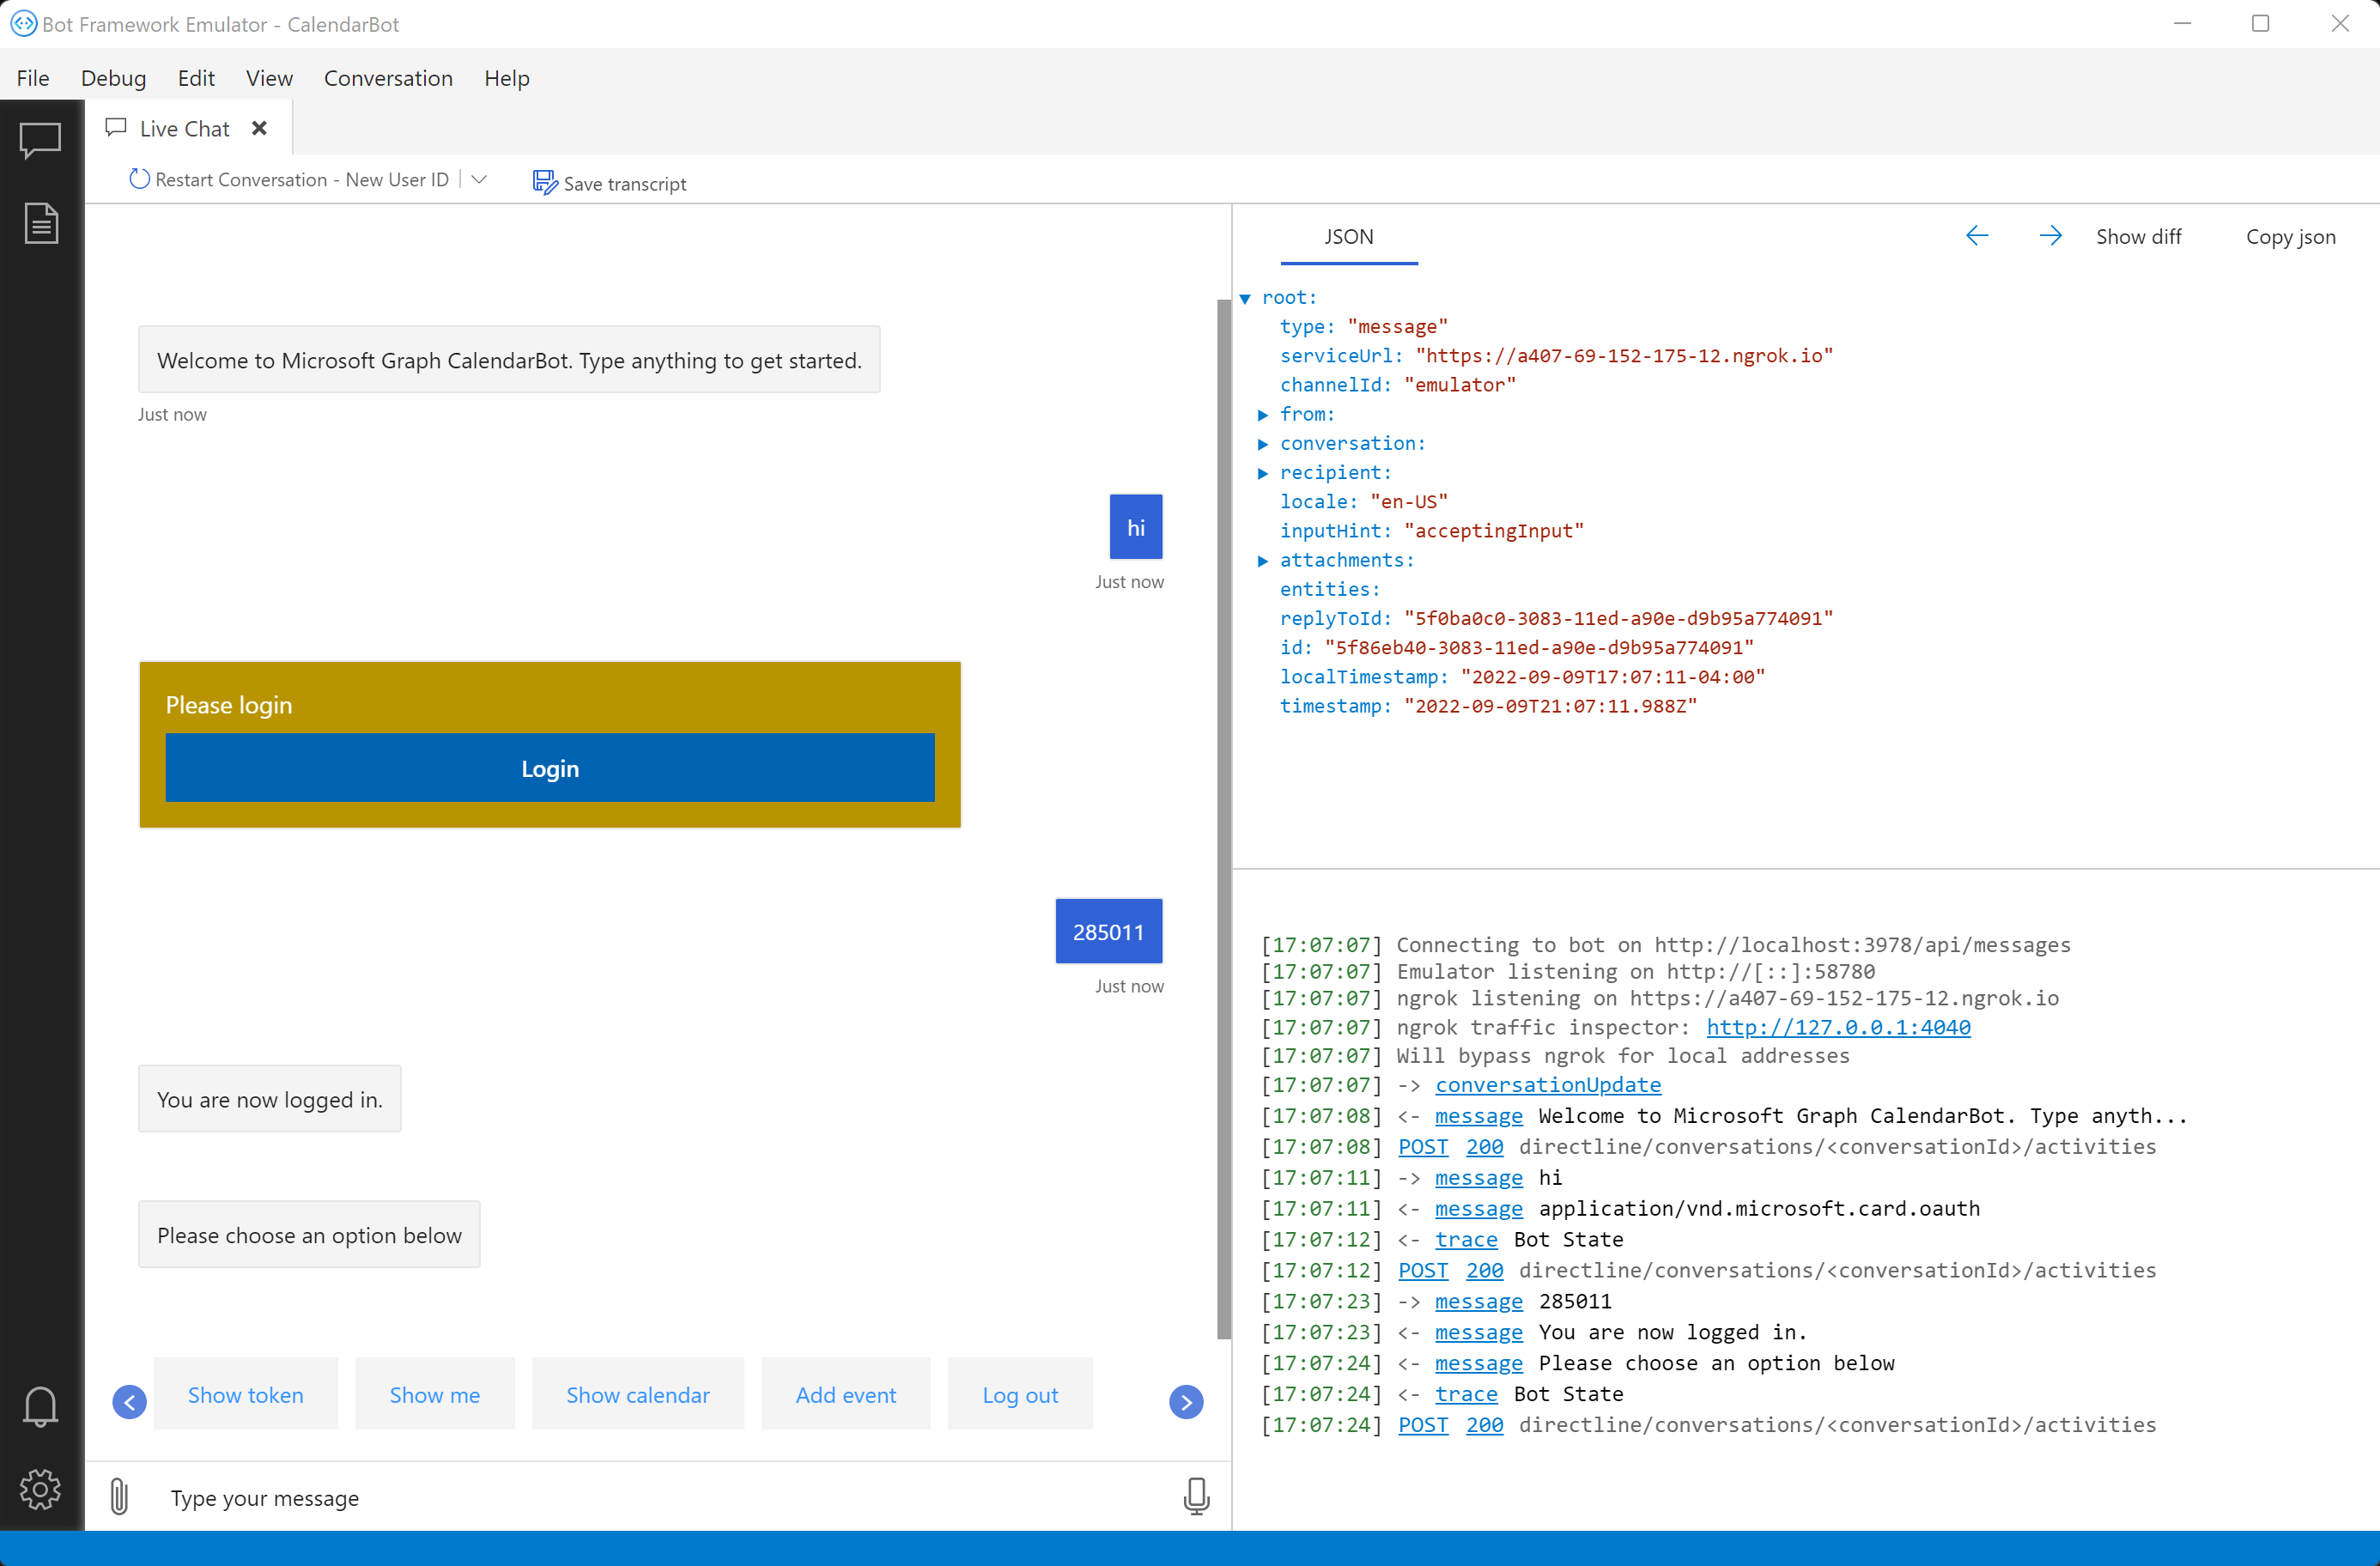 Bot Framework Emulator - CalendarBot
File Debug Edit View Conversation Help
Live Chat
Restart Conversation - New User ID
Save transcript
Welcome to Microsoft Graph CalendarBot. Type anything to get started.
Just now
hi
Just now
Please login
Login
285011
Just now
You are now logged in.
Please choose an option below
Show token
Show me
Show calendar
Add event
Log out
Type your message
JSON
Show diff
Copy json
root:
type: "message"
serviceUrl: "https://a407-69-152-175-12.ngrok.io"
channelId: "emulator"
from:
conversation:
recipient:
locale: "en-US"
inputHint: "acceptingInput"
attachments:
entities:
replyToId: "5f0ba0c0-3083-11ed-a90e-d9b95a774091"
id: "5f86eb40-3083-11ed-a90e-d9b95a774091"
localTimestamp: "2022-09-09T17:07:11-04:00"
timestamp: "2022-09-09T21:07:11.988Z"
[17:07:07] Connecting to bot on http://localhost:3978/api/messages
[17:07:07] Emulator listening on http://[::]:58780
[17:07:07] ngrok listening on https://a407-69-152-175-12.ngrok.io
[17:07:07] ngrok traffic inspector: http://127.0.0.1:4040
[17:07:07] Will bypass ngrok for local addresses
[17:07:07] -> conversationUpdate
[17:07:08] <- message Welcome to Microsoft Graph CalendarBot. Type anyth...
[17:07:08] POST 200 directline/conversations/<conversationId>/activities
[17:07:11] -> message hi
[17:07:11] <- message application/vnd.microsoft.card.oauth
[17:07:12] <- trace Bot State
[17:07:12] POST 200 directline/conversations/<conversationId>/activities
[17:07:23] -> message 285011
[17:07:23] <- message You are now logged in.
[17:07:24] <- message Please choose an option below
[17:07:24] <- trace Bot State
[17:07:24] POST 200 directline/conversations/<conversationId>/activities